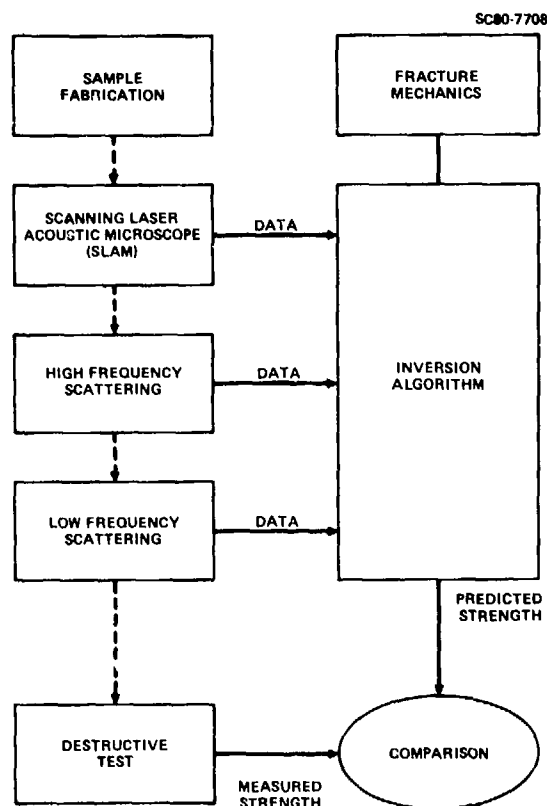 SC80-7708
SAMPLE
FABRICATION
FRACTURE
MECHANICS
SCANNING LASER
ACOUSTIC MICROSCOPE
(SLAM)
DATA
HIGH FREQUENCY
SCATTERING
DATA
INVERSION
ALGORITHM
LOW FREQUENCY
SCATTERING
DATA
PREDICTED
STRENGTH
DESTRUCTIVE
TEST
MEASURED
STRENGTH
COMPARISON